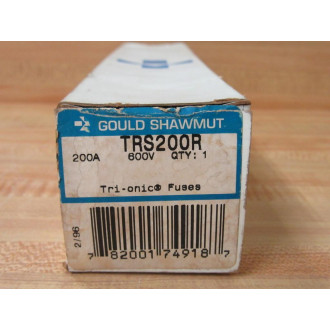 GOULD SHAWMUT
TRS200R
200A 600V QTY: 1
Tri-onic® Fuses
2/96
7 82001 74918 7